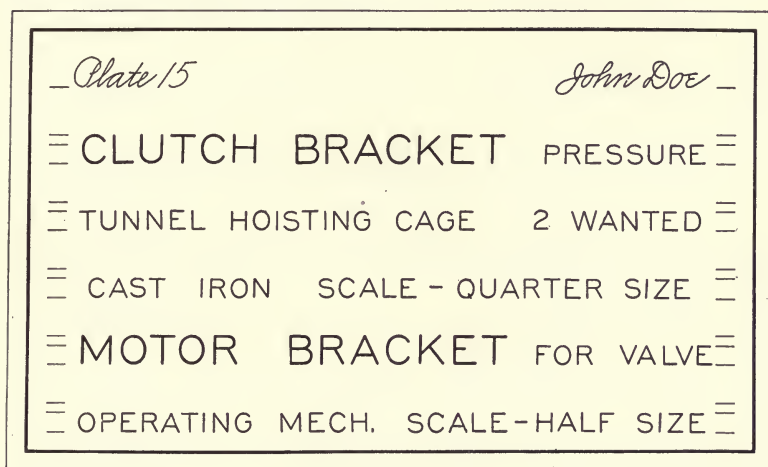 Plate 15 John Doe
CLUTCH BRACKET PRESSURE
TUNNEL HOISTING CAGE 2 WANTED
CAST IRON SCALE-QUARTER SIZE
MOTOR BRACKET FOR VALVE
OPERATING MECH. SCALE-HALF SIZE